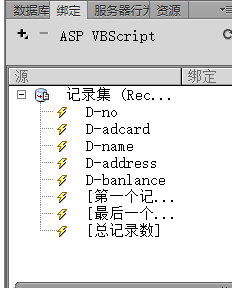 数据库 绑定 服务器行为 资源
ASP VBScript
源 绑定
记录集 (Rec...
D-no
D-adcard
D-name
D-address
D-banlance
[第一个记...
[最后一个...
[总记录数]